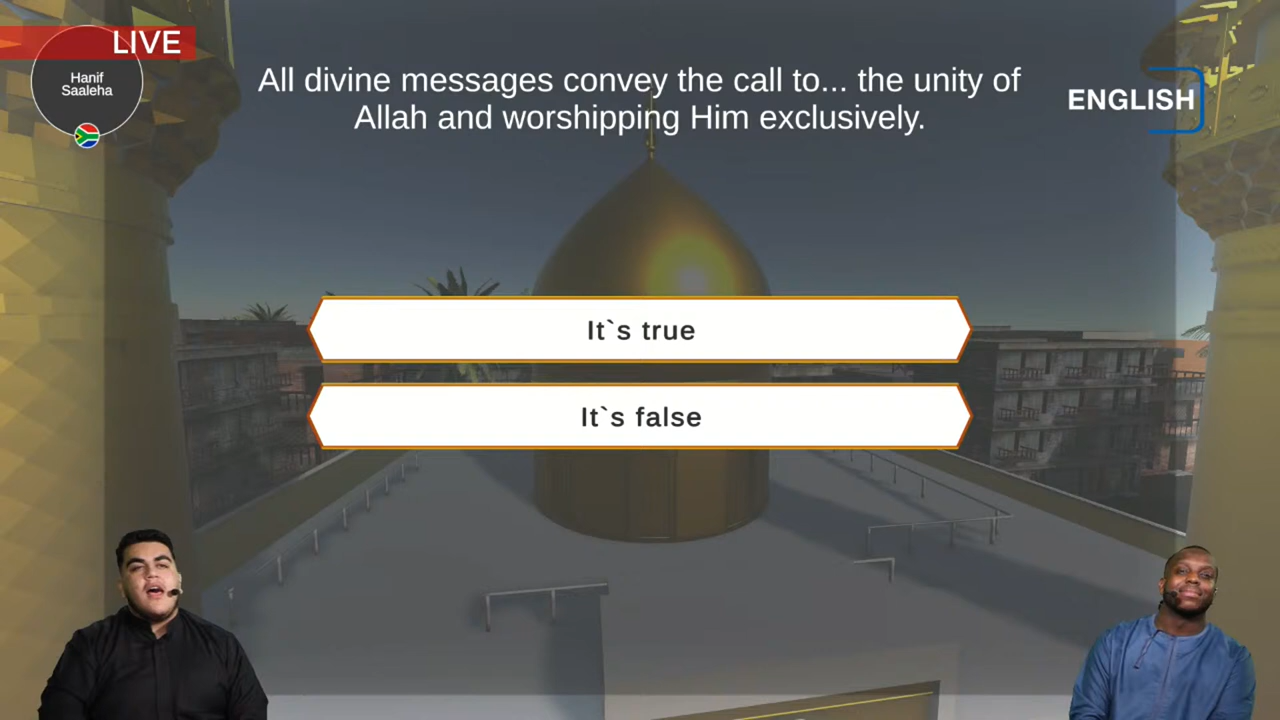 LIVE
Hanif
Saaleha
All divine messages convey the call to... the unity of
Allah and worshipping Him exclusively.
ENGLISH
It`s true
It`s false